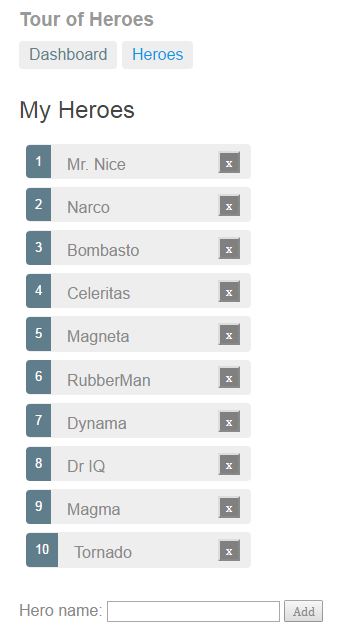 Tour of Heroes
Dashboard Heroes
My Heroes
1 Mr. Nice x
2 Narco x
3 Bombasto x
4 Celeritas x
5 Magneta x
6 RubberMan x
7 Dynama x
8 Dr IQ x
9 Magma x
10 Tornado x
Hero name: Add